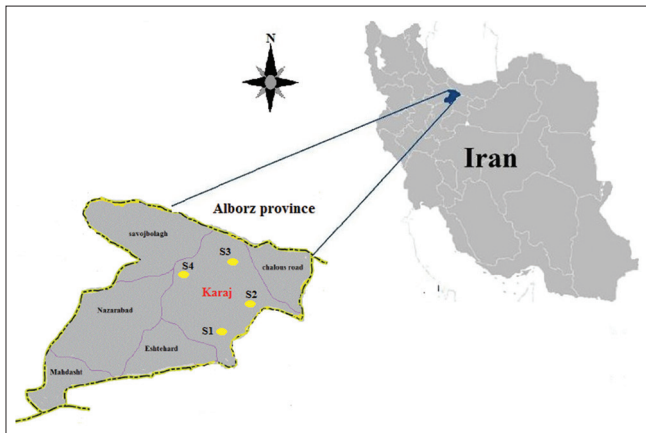 N
Iran
Alborz province
savojbolagh
S3
S4
chalous road
Karaj
S2
Nazarabad
S1
Eshtehard
Mahdasht